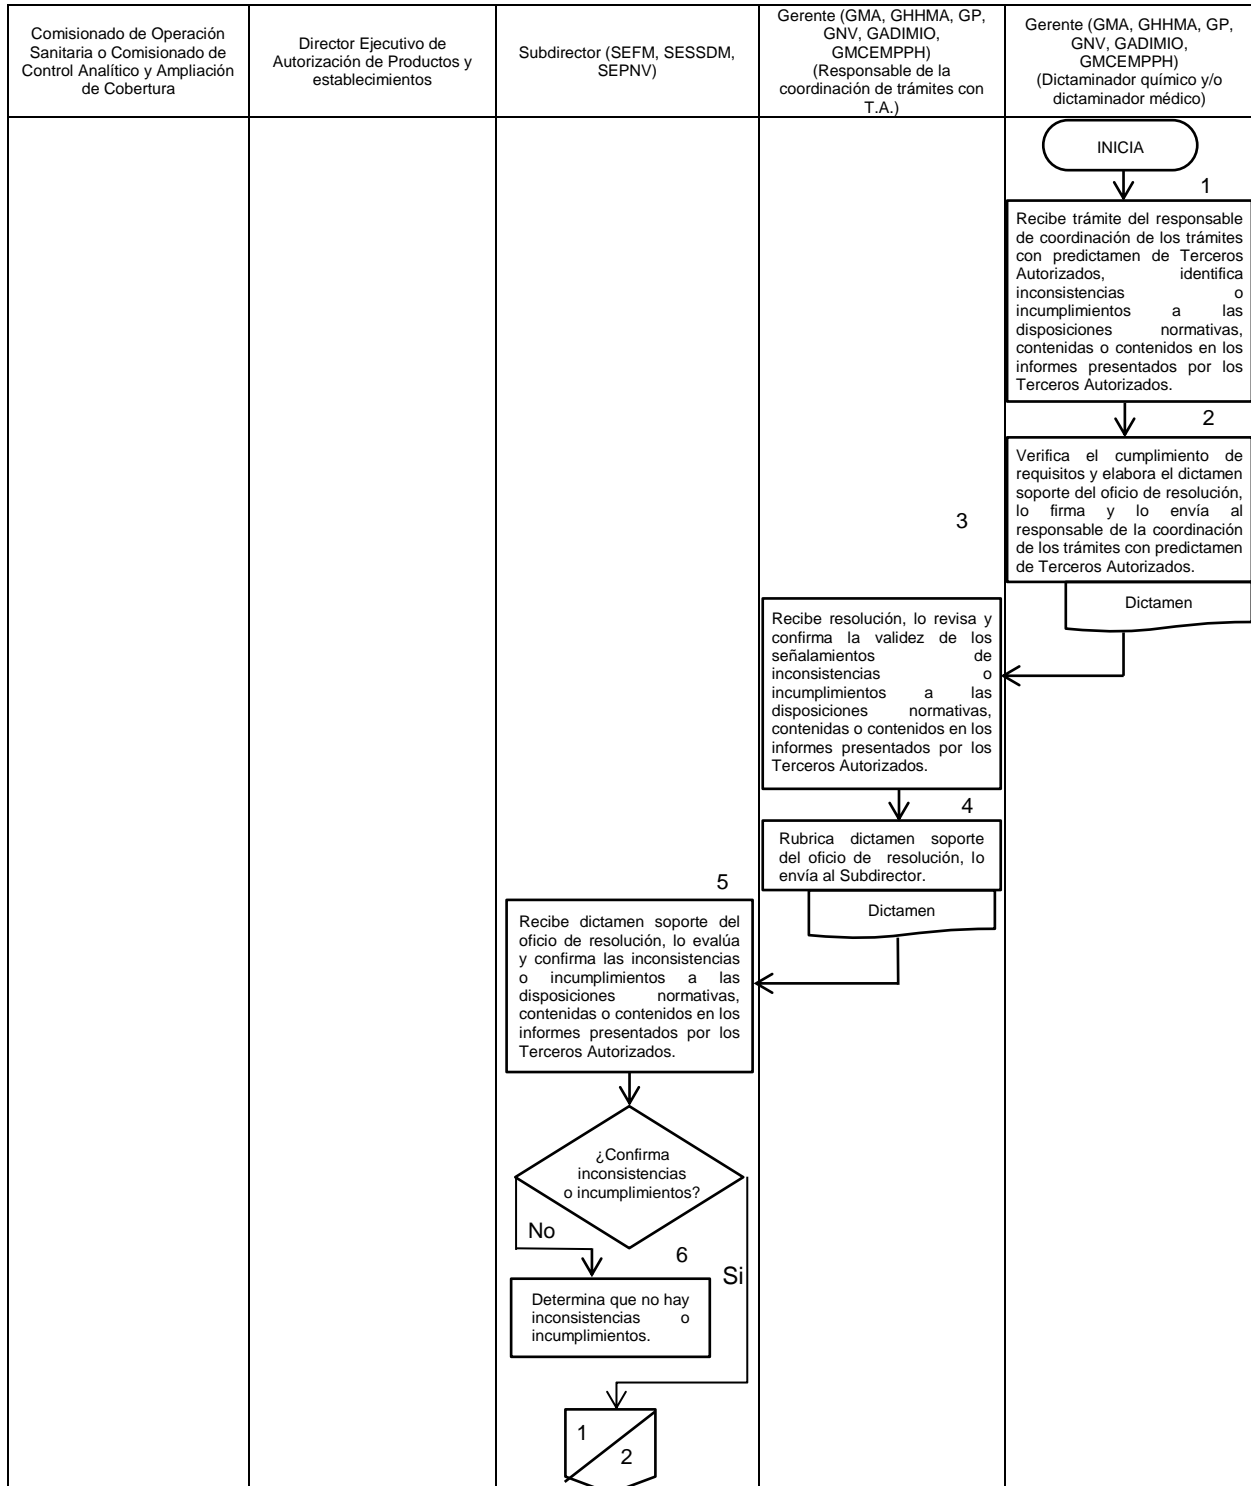 Comisionado de Operación
Sanitaria o Comisionado de
Control Analítico y Ampliación
de Cobertura
Director Ejecutivo de
Autorización de Productos y
establecimientos
Subdirector (SEFM, SESSDM,
SEPNV)
Gerente (GMA, GHHMA, GP,
GNV, GADIMIO,
GMCEMPPH)
(Responsable de la
coordinación de trámites con
T.A.)
Gerente (GMA, GHHMA, GP,
GNV, GADIMIO,
GMCEMPPH)
(Dictaminador químico y/o
dictaminador médico)
INICIA
1
Recibe trámite del responsable
de coordinación de los trámites
con predictamen de Terceros
Autorizados, identifica
inconsistencias o
incumplimientos a las
disposiciones normativas,
contenidas o contenidos en los
informes presentados por los
Terceros Autorizados.
2
Verifica el cumplimiento de
requisitos y elabora el dictamen
soporte del oficio de resolución,
lo firma y lo envía al
responsable de la coordinación
de los trámites con predictamen
de Terceros Autorizados.
Dictamen
3
Recibe resolución, lo revisa y
confirma la validez de los
señalamientos de
inconsistencias o
incumplimientos a las
disposiciones normativas,
contenidas o contenidos en los
informes presentados por los
Terceros Autorizados.
4
Rubrica dictamen soporte
del oficio de resolución, lo
envía al Subdirector.
Dictamen
5
Recibe dictamen soporte del
oficio de resolución, lo evalúa
y confirma las inconsistencias
o incumplimientos a las
disposiciones normativas,
contenidas o contenidos en los
informes presentados por los
Terceros Autorizados.
¿Confirma
inconsistencias
o incumplimientos?
No
6
Si
Determina que no hay
inconsistencias o
incumplimientos.
1
2